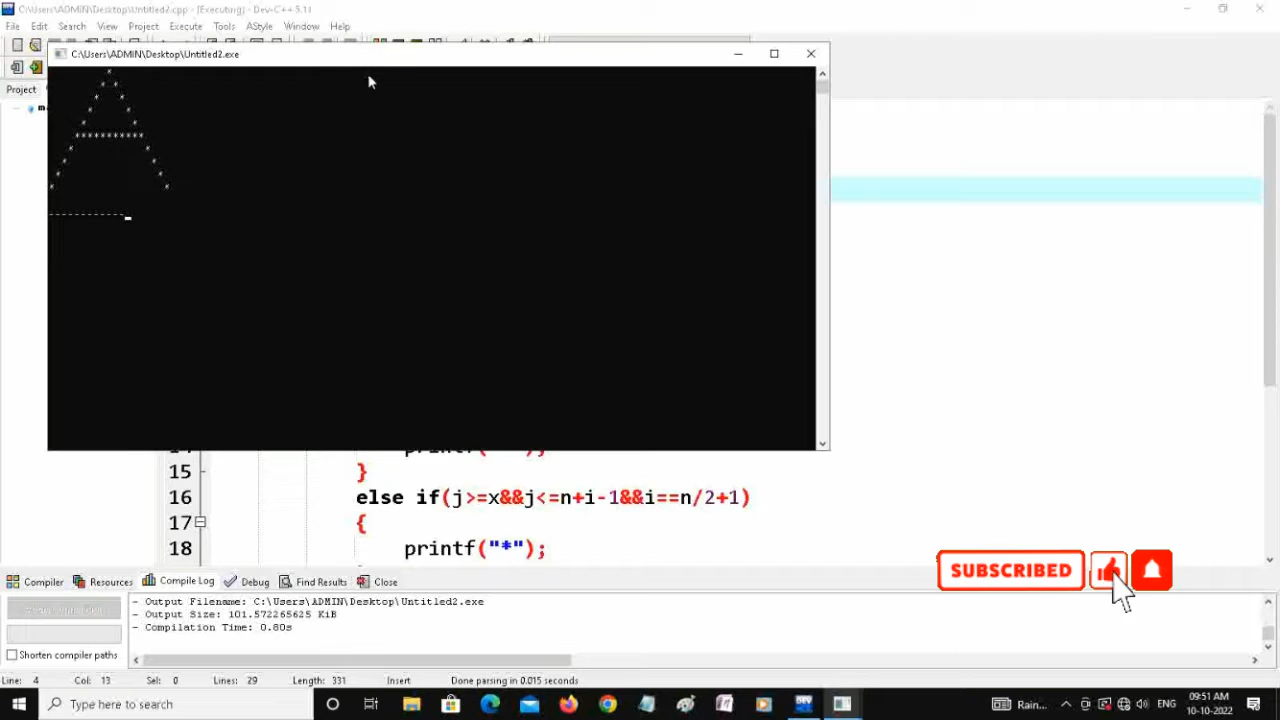 C:\Users\ADMIN\Desktop\Untitled2.cpp - [Executing] - Dev-C++ 5.11
File Edit Search View Project Execute Tools AStyle Window Help
C:\Users\ADMIN\Desktop\Untitled2.exe
Project
15 }
16 else if(j>=x&&j<=n+i-1&&i==n/2+1)
17 {
18 printf("*");
SUBSCRIBED
Compiler Resources Compile Log Debug Find Results Close
- Output Filename: C:\Users\ADMIN\Desktop\Untitled2.exe
- Output Size: 101.572265625 KiB
- Compilation Time: 0.80s
Shorten compiler paths
Line: 4 Col: 13 Sel: 0 Lines: 29 Length: 331 Insert Done parsing in 0.015 seconds
Type here to search
Rain... ENG 09:51 AM
10-10-2022